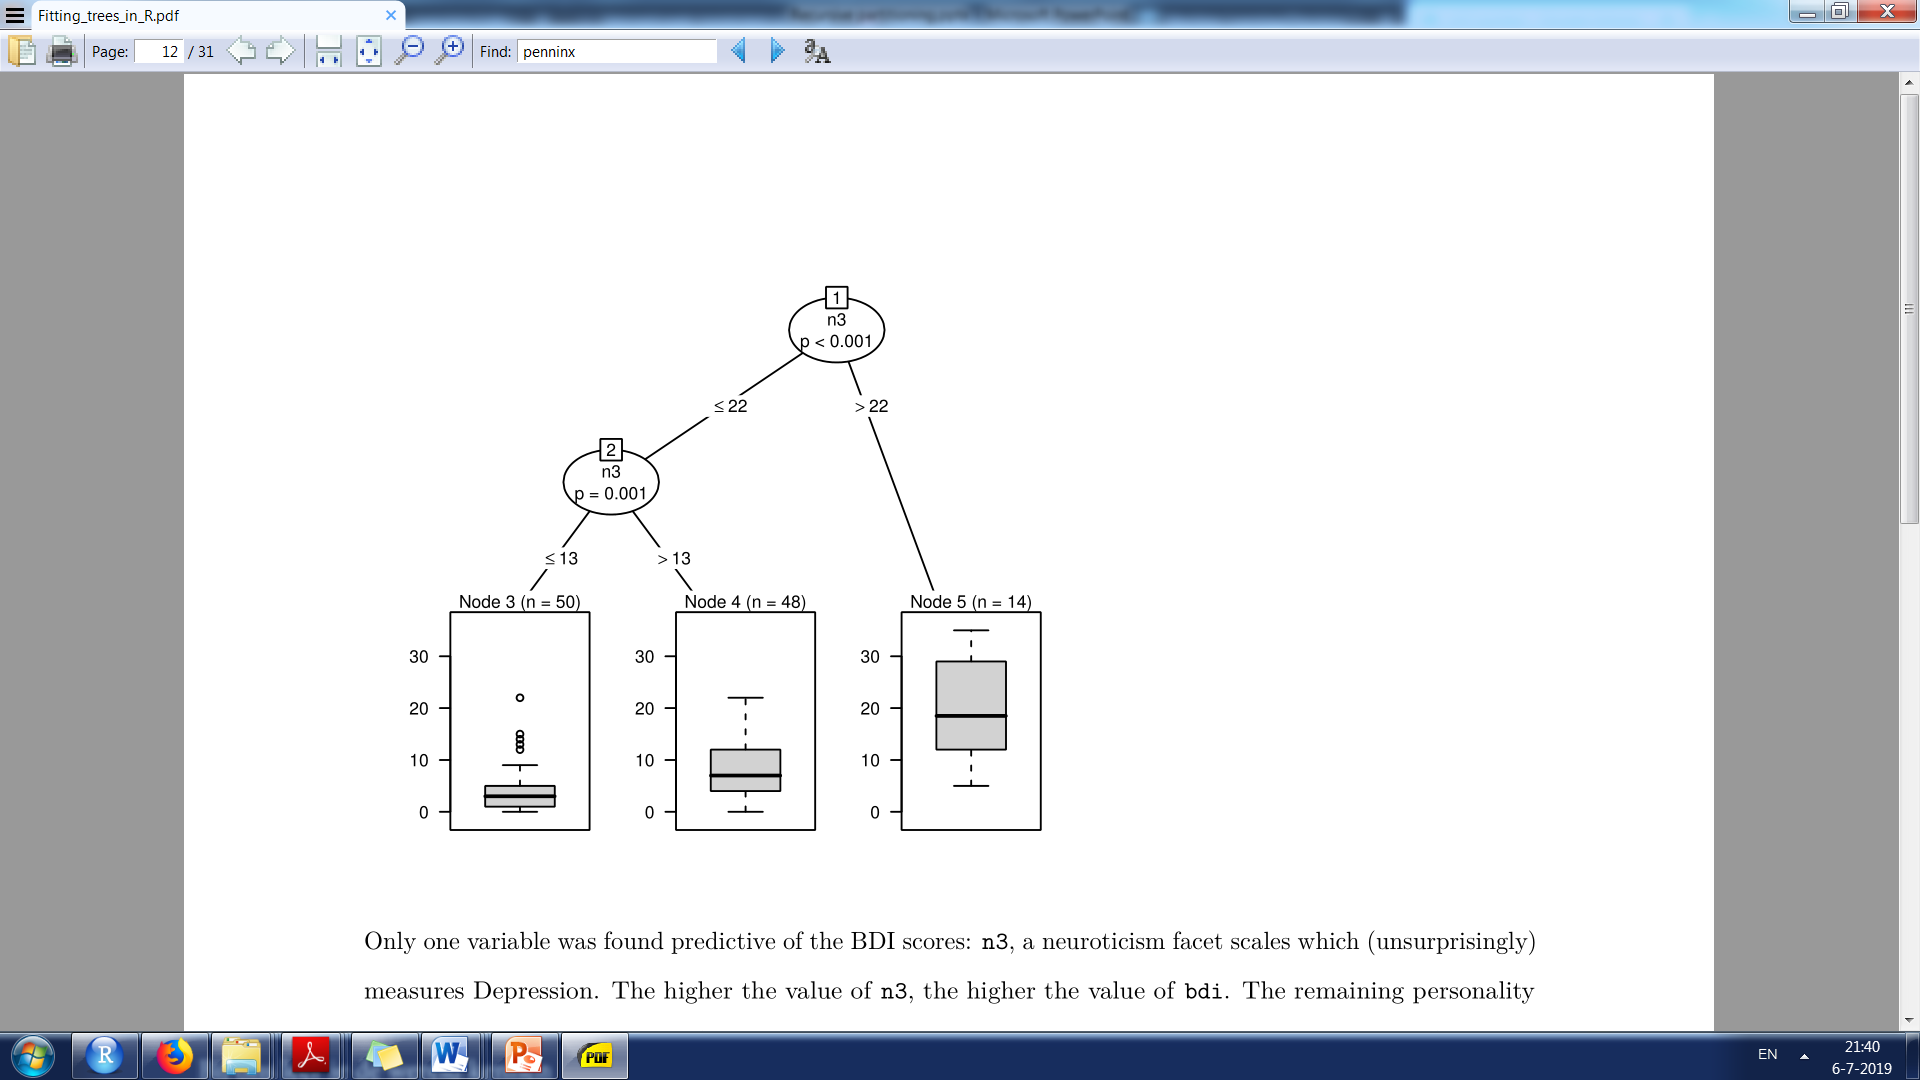 Fitting_trees_in_R.pdf
Page: 12 / 31 Find: penninx
1
n3
p < 0.001
≤ 22 > 22
2
n3
p = 0.001
≤ 13 > 13
Node 3 (n = 50) Node 4 (n = 48) Node 5 (n = 14)
30 30 30
20 20 20
10 10 10
0 0 0
Only one variable was found predictive of the BDI scores: n3, a neuroticism facet scales which (unsurprisingly)
measures Depression. The higher the value of n3, the higher the value of bdi. The remaining personality
EN 21:40
6-7-2019